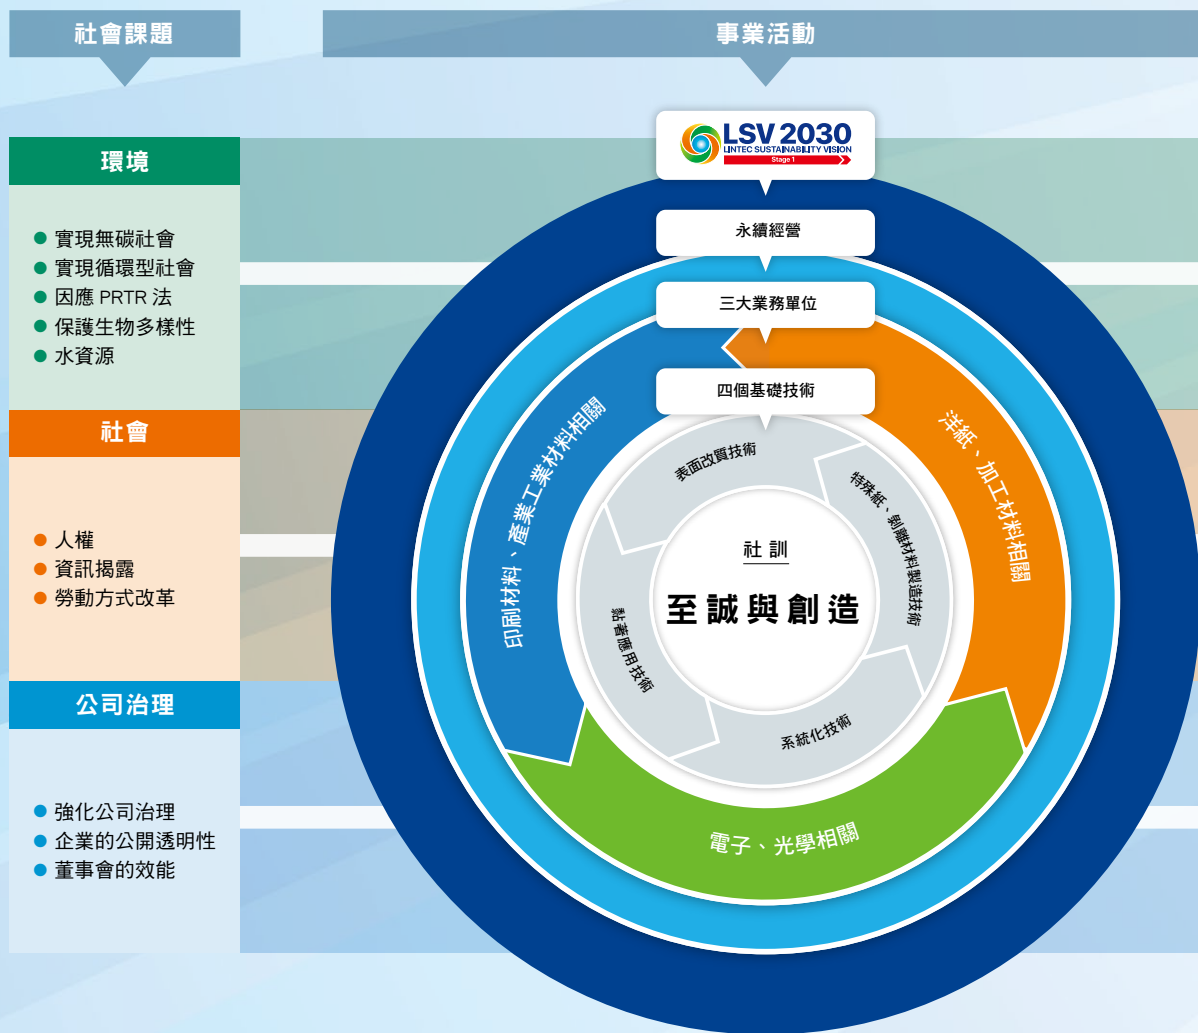 社會課題
事業活動
LSV 2030
LINTEC SUSTAINABILITY VISION
Stage 1
環境
● 實現無碳社會
● 實現循環型社會
● 因應 PRTR 法
● 保護生物多樣性
● 水資源
社會
● 人權
● 資訊揭露
● 勞動方式改革
公司治理
● 強化公司治理
● 企業的公開透明性
● 董事會的效能
永續經營
三大業務單位
四個基礎技術
印刷材料、產業工業材料相關
洋紙、加工材料相關
電子、光學相關
表面改質技術
特殊紙、剝離材料製造技術
黏著應用技術
系統化技術
社訓
至誠與創造